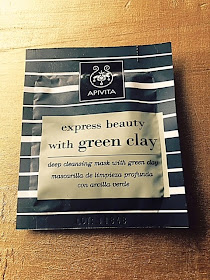 APIVITA
express beauty
with green clay
deep cleansing mask with green clay
mascarilla de limpieza profunda
con arcilla verde